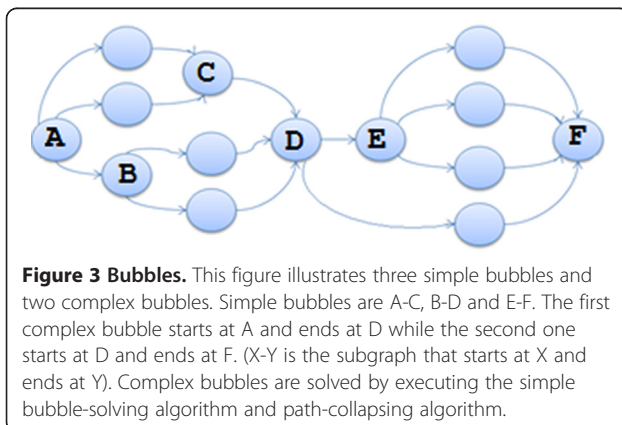 A
B
C
D
E
F
Figure 3 Bubbles. This figure illustrates three simple bubbles and
two complex bubbles. Simple bubbles are A-C, B-D and E-F. The first
complex bubble starts at A and ends at D while the second one
starts at D and ends at F. (X-Y is the subgraph that starts at X and
ends at Y). Complex bubbles are solved by executing the simple
bubble-solving algorithm and path-collapsing algorithm.